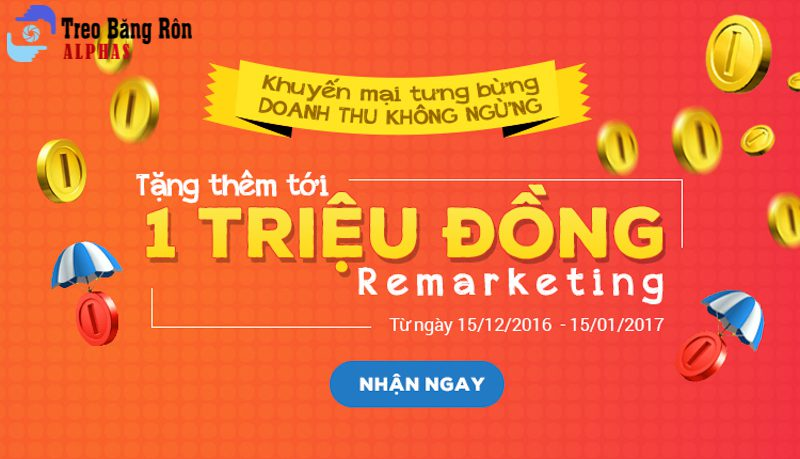 Treo Băng Rôn
ALPHAS
Khuyến mại tưng bừng
DOANH THU KHÔNG NGỪNG
Tặng thêm tới
1 TRIỆU ĐỒNG
Remarketing
Từ ngày 15/12/2016 - 15/01/2017
NHẬN NGAY